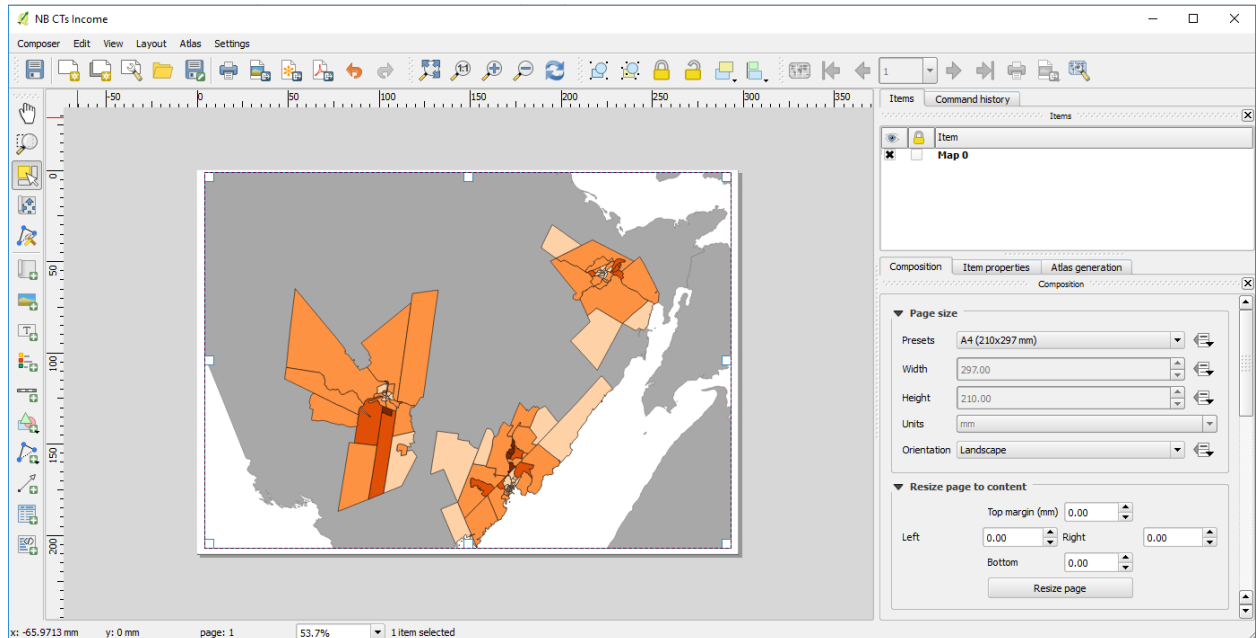 NB CTs Income
Composer Edit View Layout Atlas Settings
1:1
1
-50 0 50 100 150 200 250 300 350
0
50
100
150
200
Items Command history
Items
Item
Map 0
Composition Item properties Atlas generation
Composition
Page size
Presets A4 (210x297 mm)
Width 297.00
Height 210.00
Units mm
Orientation Landscape
Resize page to content
Top margin (mm) 0.00
Left 0.00 Right 0.00
Bottom 0.00
Resize page
x: -65.9713 mm y: 0 mm page: 1 53.7% 1 item selected